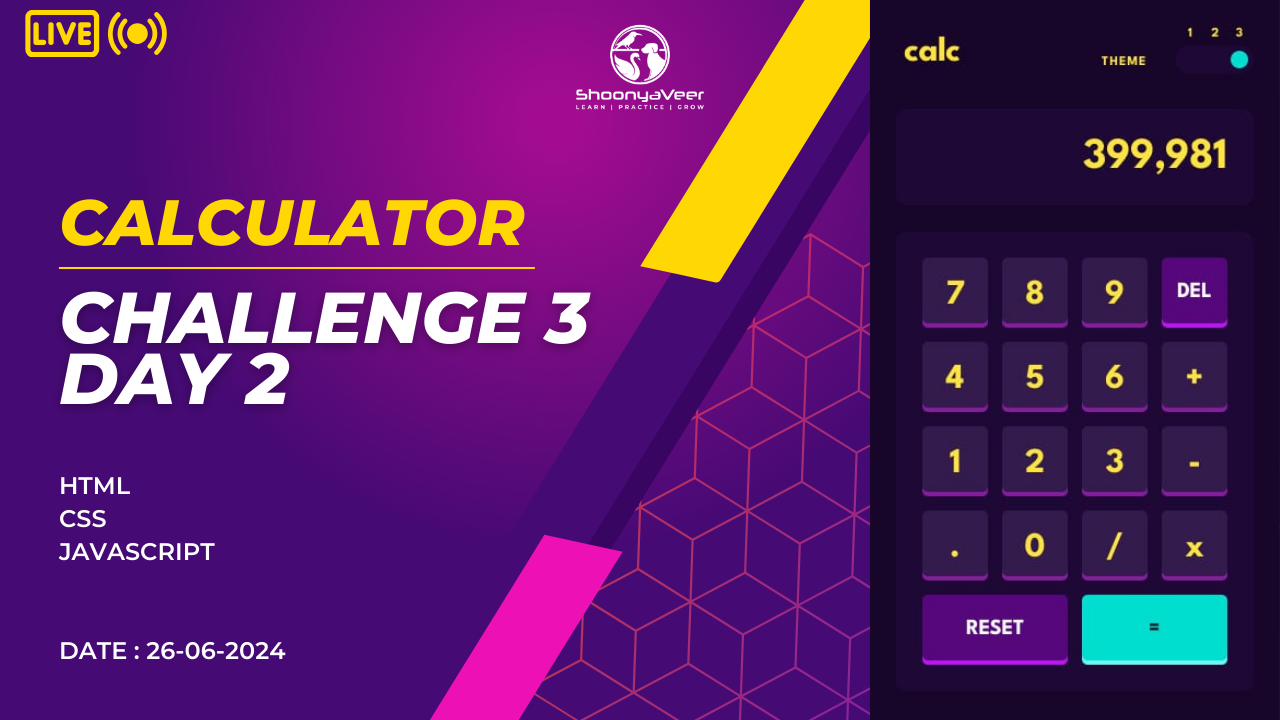 LIVE
ShoonyaVeer
LEARN | PRACTICE | GROW
CALCULATOR
CHALLENGE 3
DAY 2
HTML
CSS
JAVASCRIPT
DATE : 26-06-2024
calc
1 2 3
THEME
399,981
7 8 9 DEL
4 5 6 +
1 2 3 -
. 0 / x
RESET =